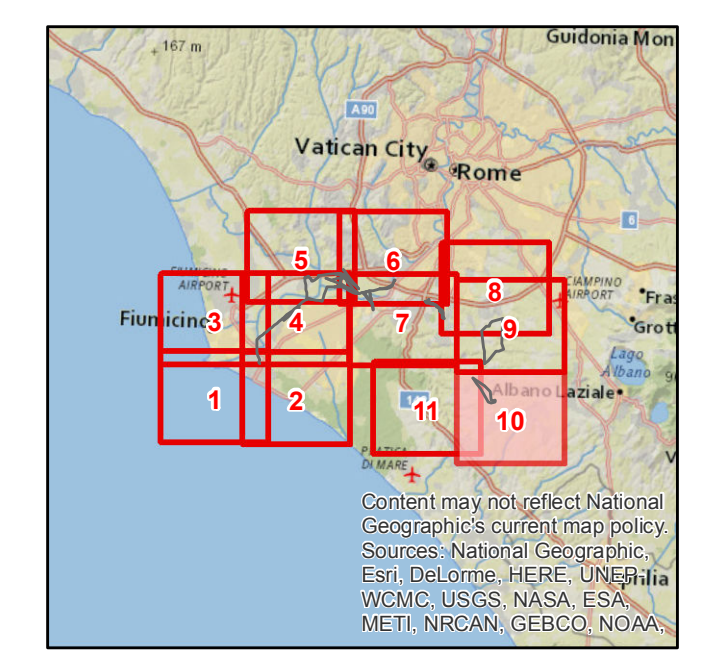 Guidonia Mon
+ 167 m
A90
Vatican City
Rome
6
5
6
FIUMICINO
AIRPORT
8
CIAMPINO
AIRPORT
Fras
Fiumicino
3
4
7
9
Grott
Lago
Albano
1
2
11
Albano Laziale
10
PRATICA
DI MARE
V
Content may not reflect National
Geographic's current map policy.
Sources: National Geographic,
Esri, DeLorme, HERE, UNEP-
WCMC, USGS, NASA, ESA,
METI, NRCAN, GEBCO, NOAA,